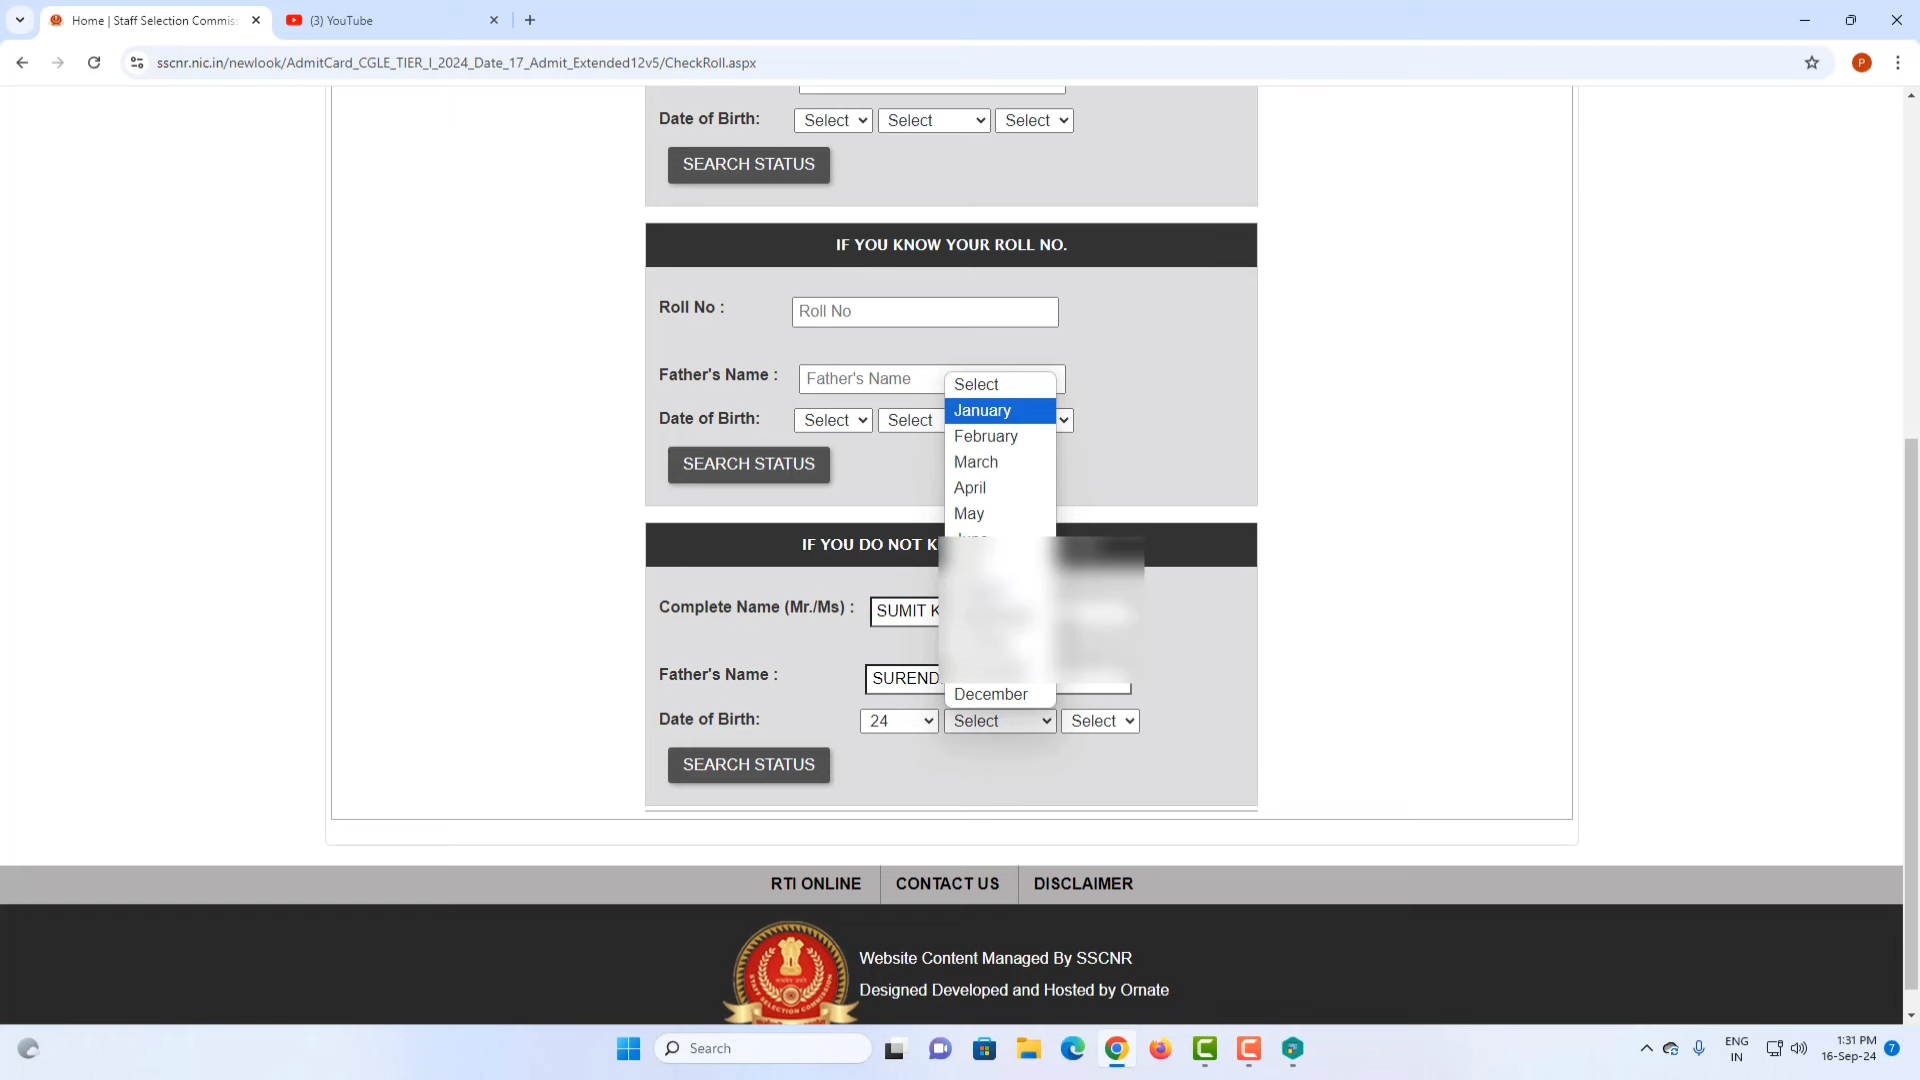 Home | Staff Selection Commis
(3) YouTube
sscnr.nic.in/newlook/AdmitCard_CGLE_TIER_I_2024_Date_17_Admit_Extended12v5/CheckRoll.aspx
P
Date of Birth: Select Select Select
SEARCH STATUS
IF YOU KNOW YOUR ROLL NO.
Roll No : Roll No
Father's Name : Father's Name
Select
January
Date of Birth: Select Select
February
March
SEARCH STATUS
April
May
IF YOU DO NOT
Complete Name (Mr./Ms) : SUMIT
Father's Name :
December
Date of Birth: 24 Select Select
SEARCH STATUS
RTI ONLINE CONTACT US DISCLAIMER
Website Content Managed By SSCNR
Designed Developed and Hosted by Ornate
Search
ENG
IN
1:31 PM
16-Sep-24
7